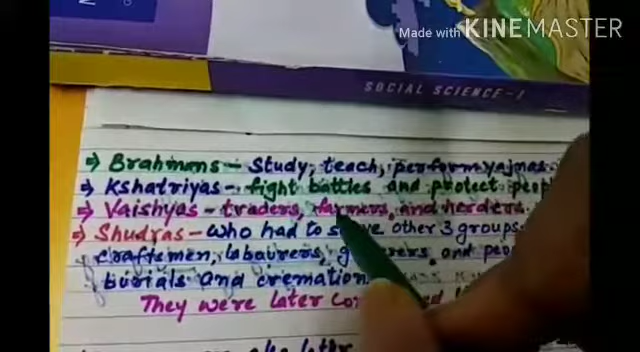 Made with KINEMASTER
SOCIAL SCIENCE-I
⇒ Brahmans - Study, teach, perform yajnas.
⇒ Kshatriyas - fight battles and protect
⇒ Vaishyas - traders, farmers, and herders.
⇒ Shudras - who had to other 3 groups.
craftsmen, labourers, and
burials and cremation
They were later